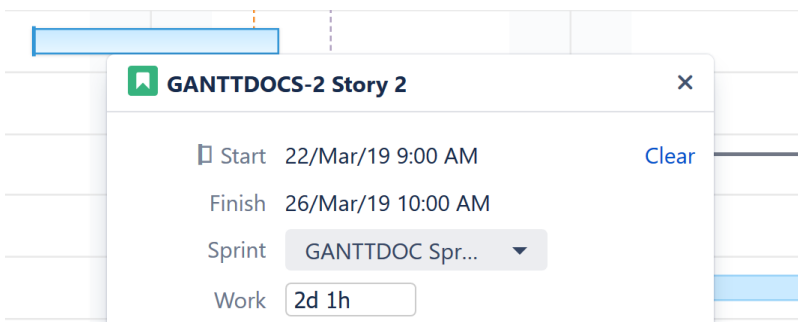 GANTTDOCS-2 Story 2
Start 22/Mar/19 9:00 AM Clear
Finish 26/Mar/19 10:00 AM
Sprint GANTTDOC Spr...
Work 2d 1h